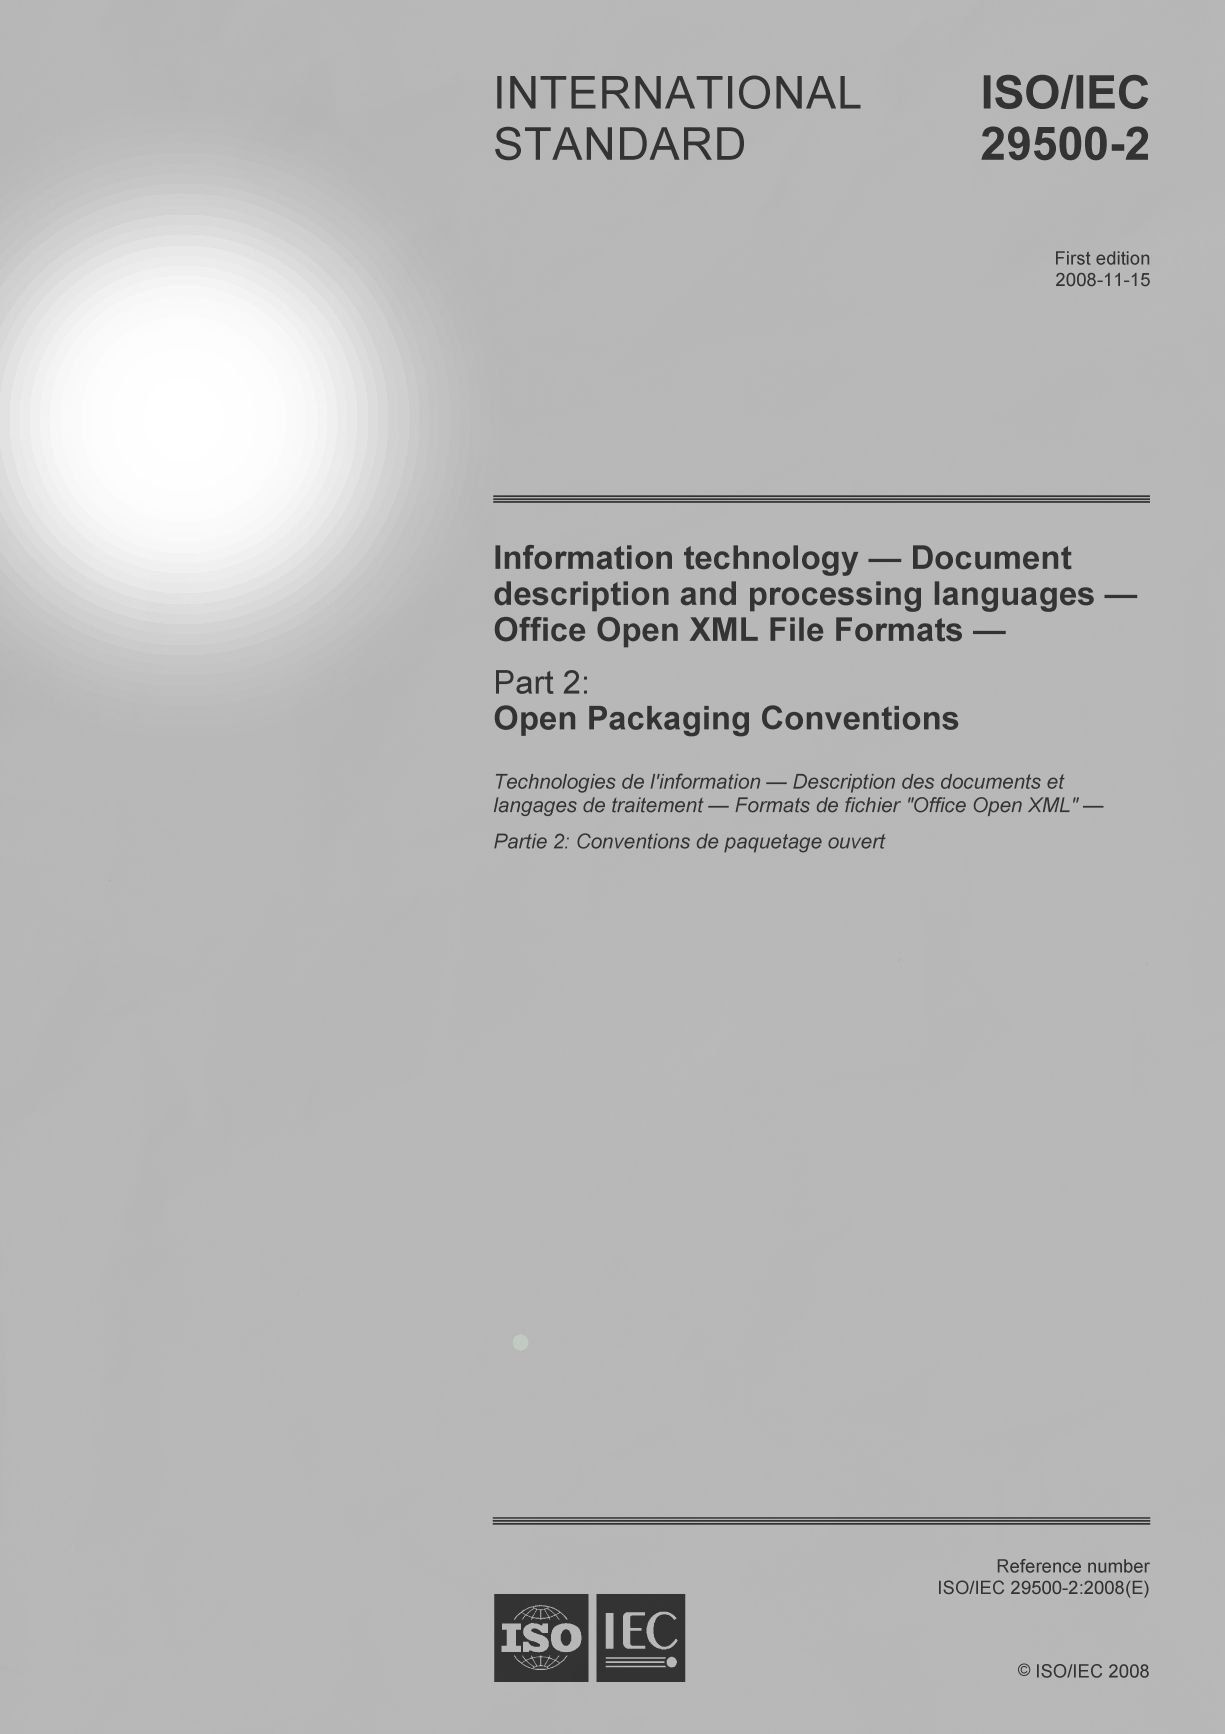 INTERNATIONAL STANDARD
ISO/IEC 29500-2
First edition
2008-11-15
Information technology — Document
description and processing languages —
Office Open XML File Formats —
Part 2:
Open Packaging Conventions
Technologies de l'information — Description des documents et
langages de traitement — Formats de fichier "Office Open XML" —
Partie 2: Conventions de paquetage ouvert
Reference number
ISO/IEC 29500-2:2008(E)
ISO IEC
© ISO/IEC 2008